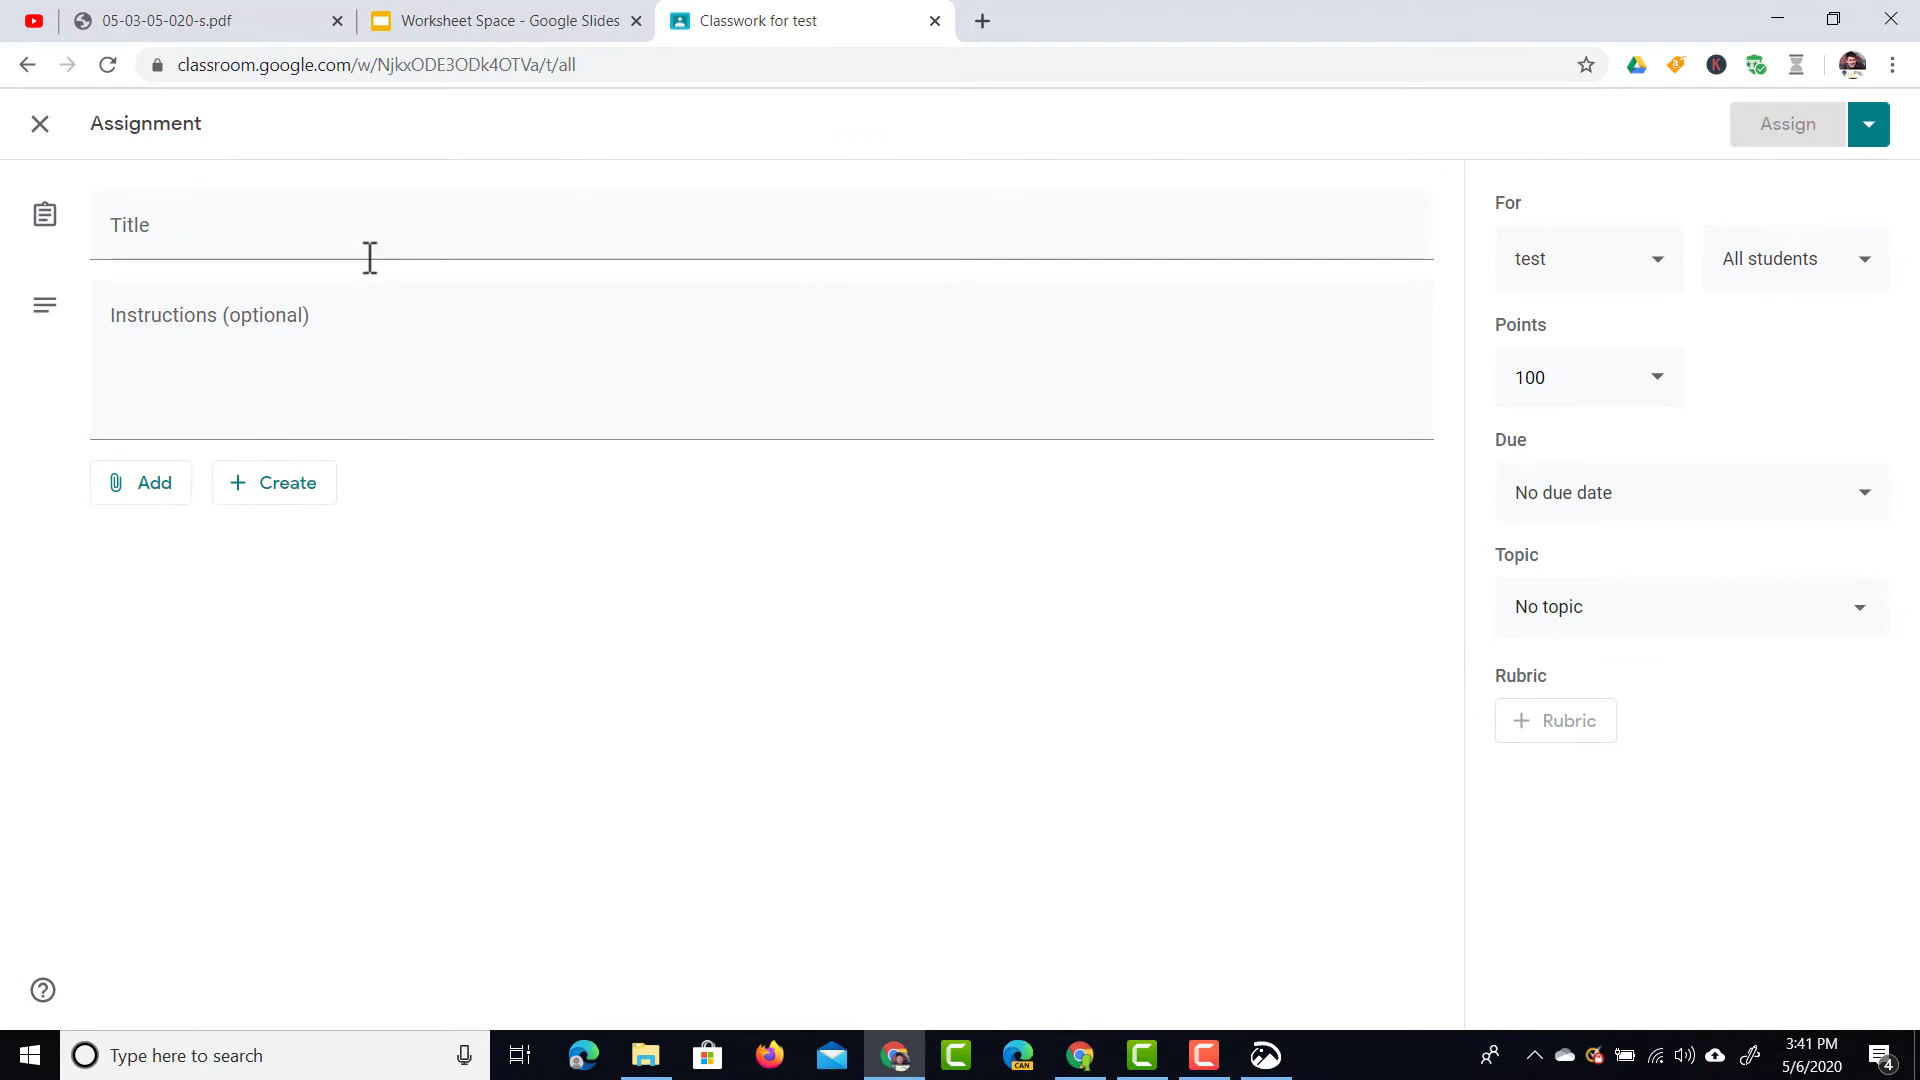 05-03-05-020-s.pdf
Worksheet Space - Google Slides
Classwork for test
classroom.google.com/w/NjkxODE3ODk4OTVa/t/all
Assignment
Assign
Title
Instructions (optional)
Add
Create
For
test
All students
Points
100
Due
No due date
Topic
No topic
Rubric
Rubric
Type here to search
CAN
3:41 PM
5/6/2020
4